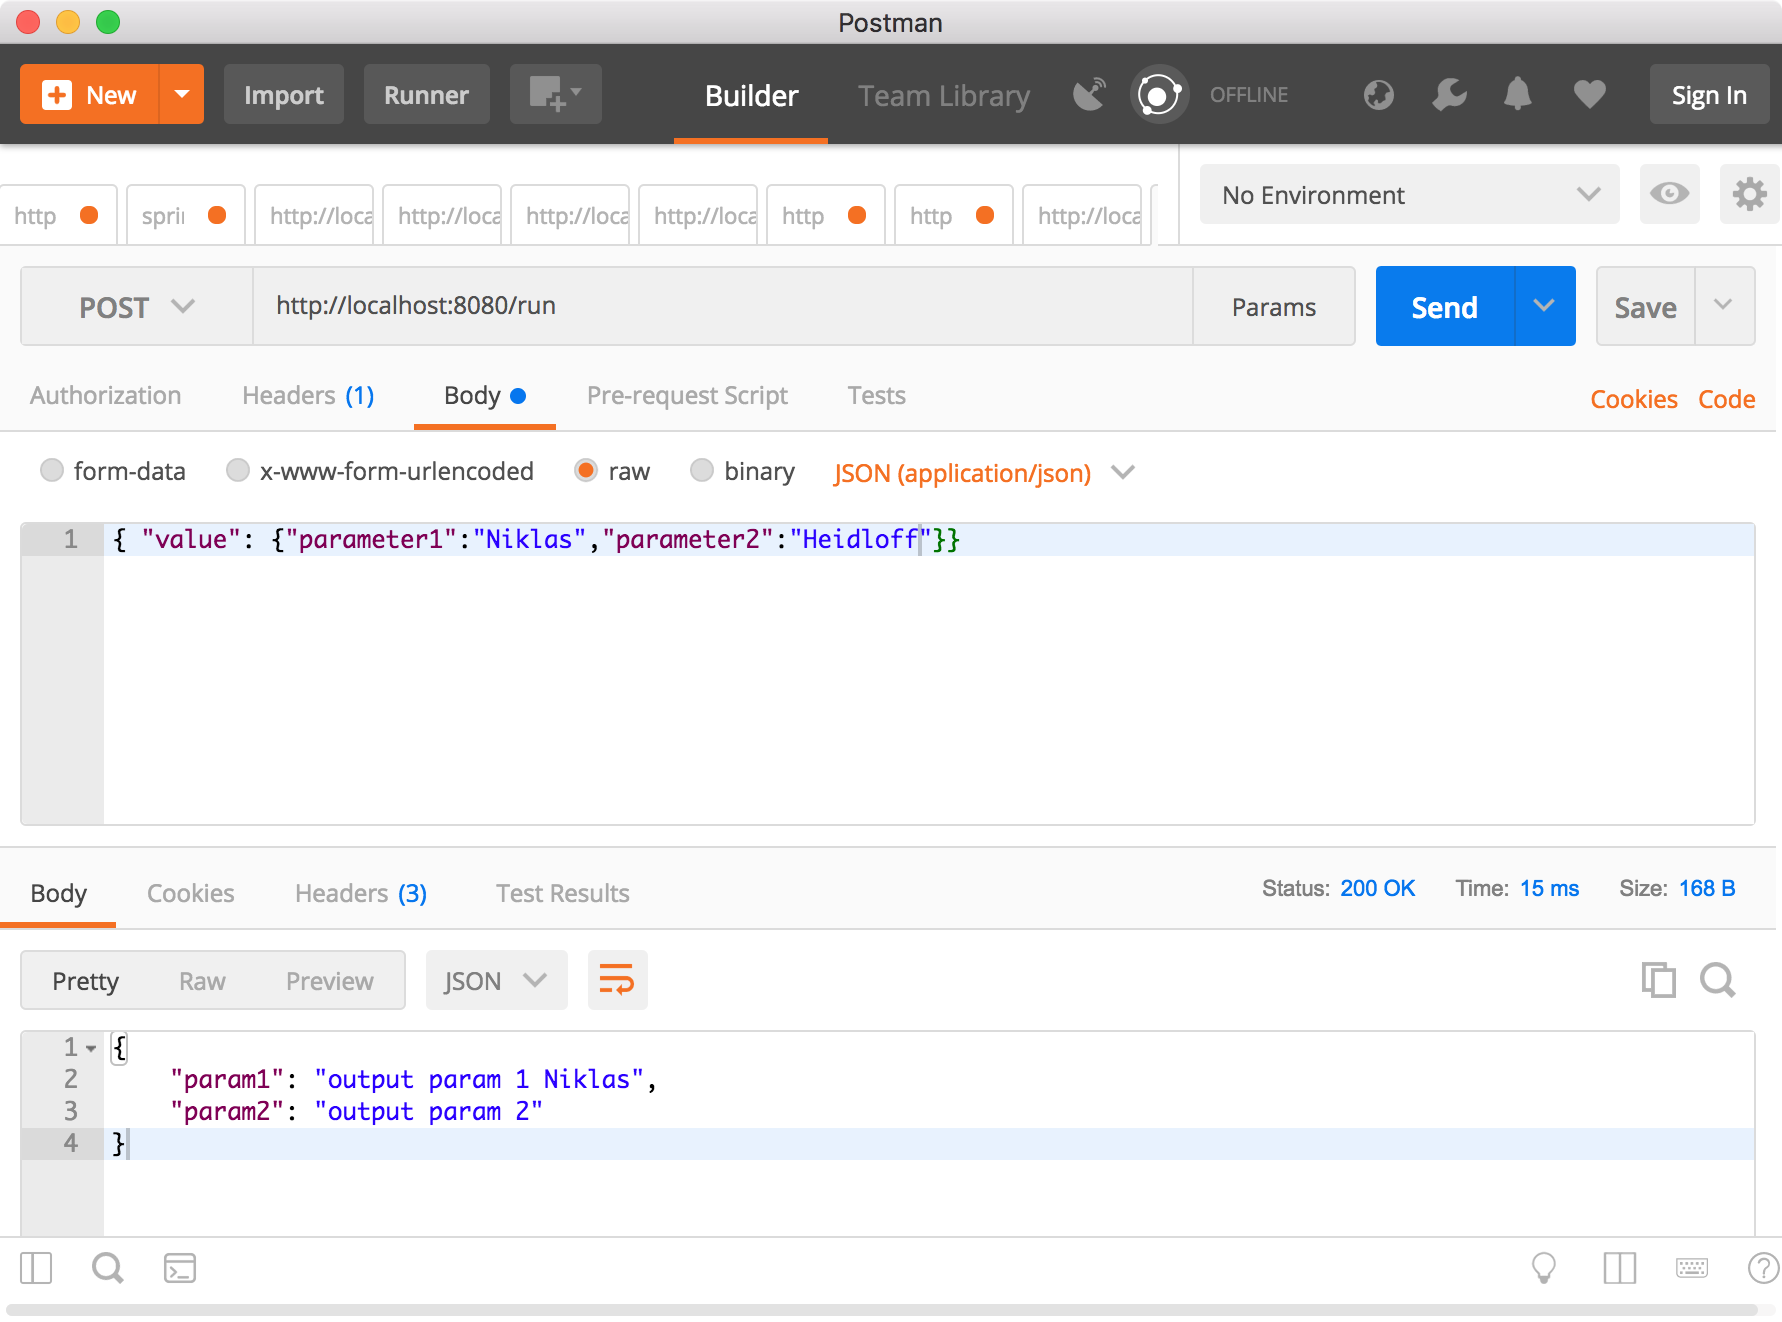 Postman
New Import Runner Builder Team Library OFFLINE Sign In
http spri http://loca http://loca http://loca http://loca http http http://loca No Environment
POST http://localhost:8080/run Params Send Save
Authorization Headers (1) Body Pre-request Script Tests Cookies Code
form-data x-www-form-urlencoded raw binary JSON (application/json)
1 { "value": {"parameter1":"Niklas","parameter2":"Heidloff"}}
Body Cookies Headers (3) Test Results Status: 200 OK Time: 15 ms Size: 168 B
Pretty Raw Preview JSON
1 {
2 "param1": "output param 1 Niklas",
3 "param2": "output param 2"
4 }